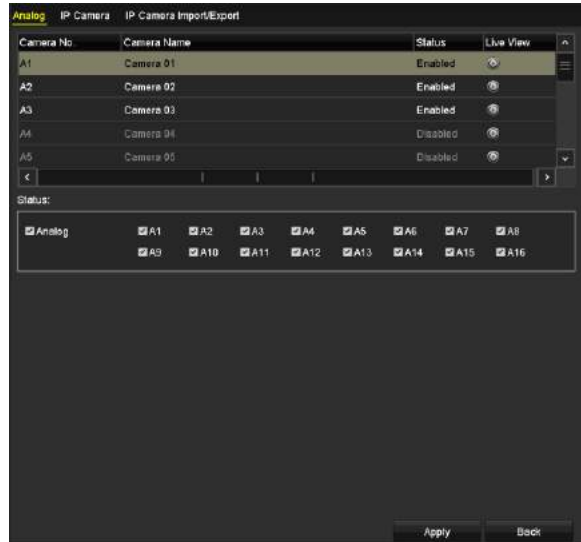 Analog IP Camera IP Camera Import/Export
Camera No. Camera Name Status Live View
A1 Camera 01 Enabled
A2 Camera 02 Enabled
A3 Camera 03 Enabled
A4 Camera 04 Disabled
A5 Camera 05 Disabled
Status:
Analog A1 A2 A3 A4 A5 A6 A7 A8
A9 A10 A11 A12 A13 A14 A15 A16
Apply Back